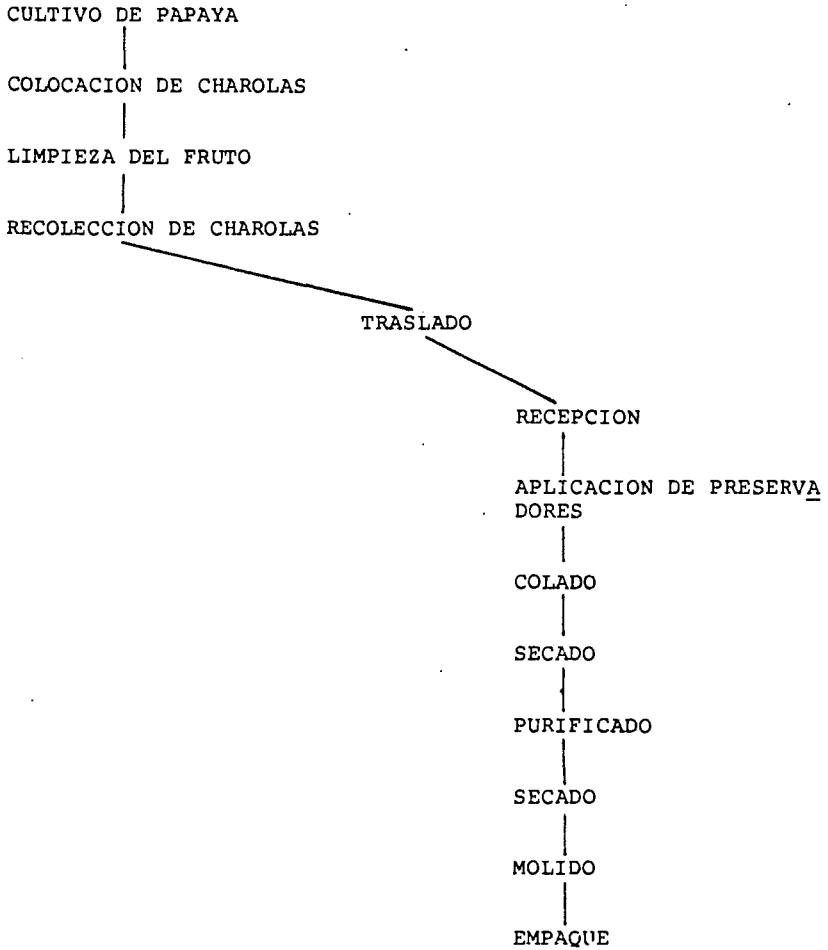 CULTIVO DE PAPAYA
COLOCACION DE CHAROLAS
LIMPIEZA DEL FRUTO
RECOLECCION DE CHAROLAS
TRASLADO
RECEPCION
APLICACION DE PRESERVA
DORES
COLADO
SECADO
PURIFICADO
SECADO
MOLIDO
EMPAQUE